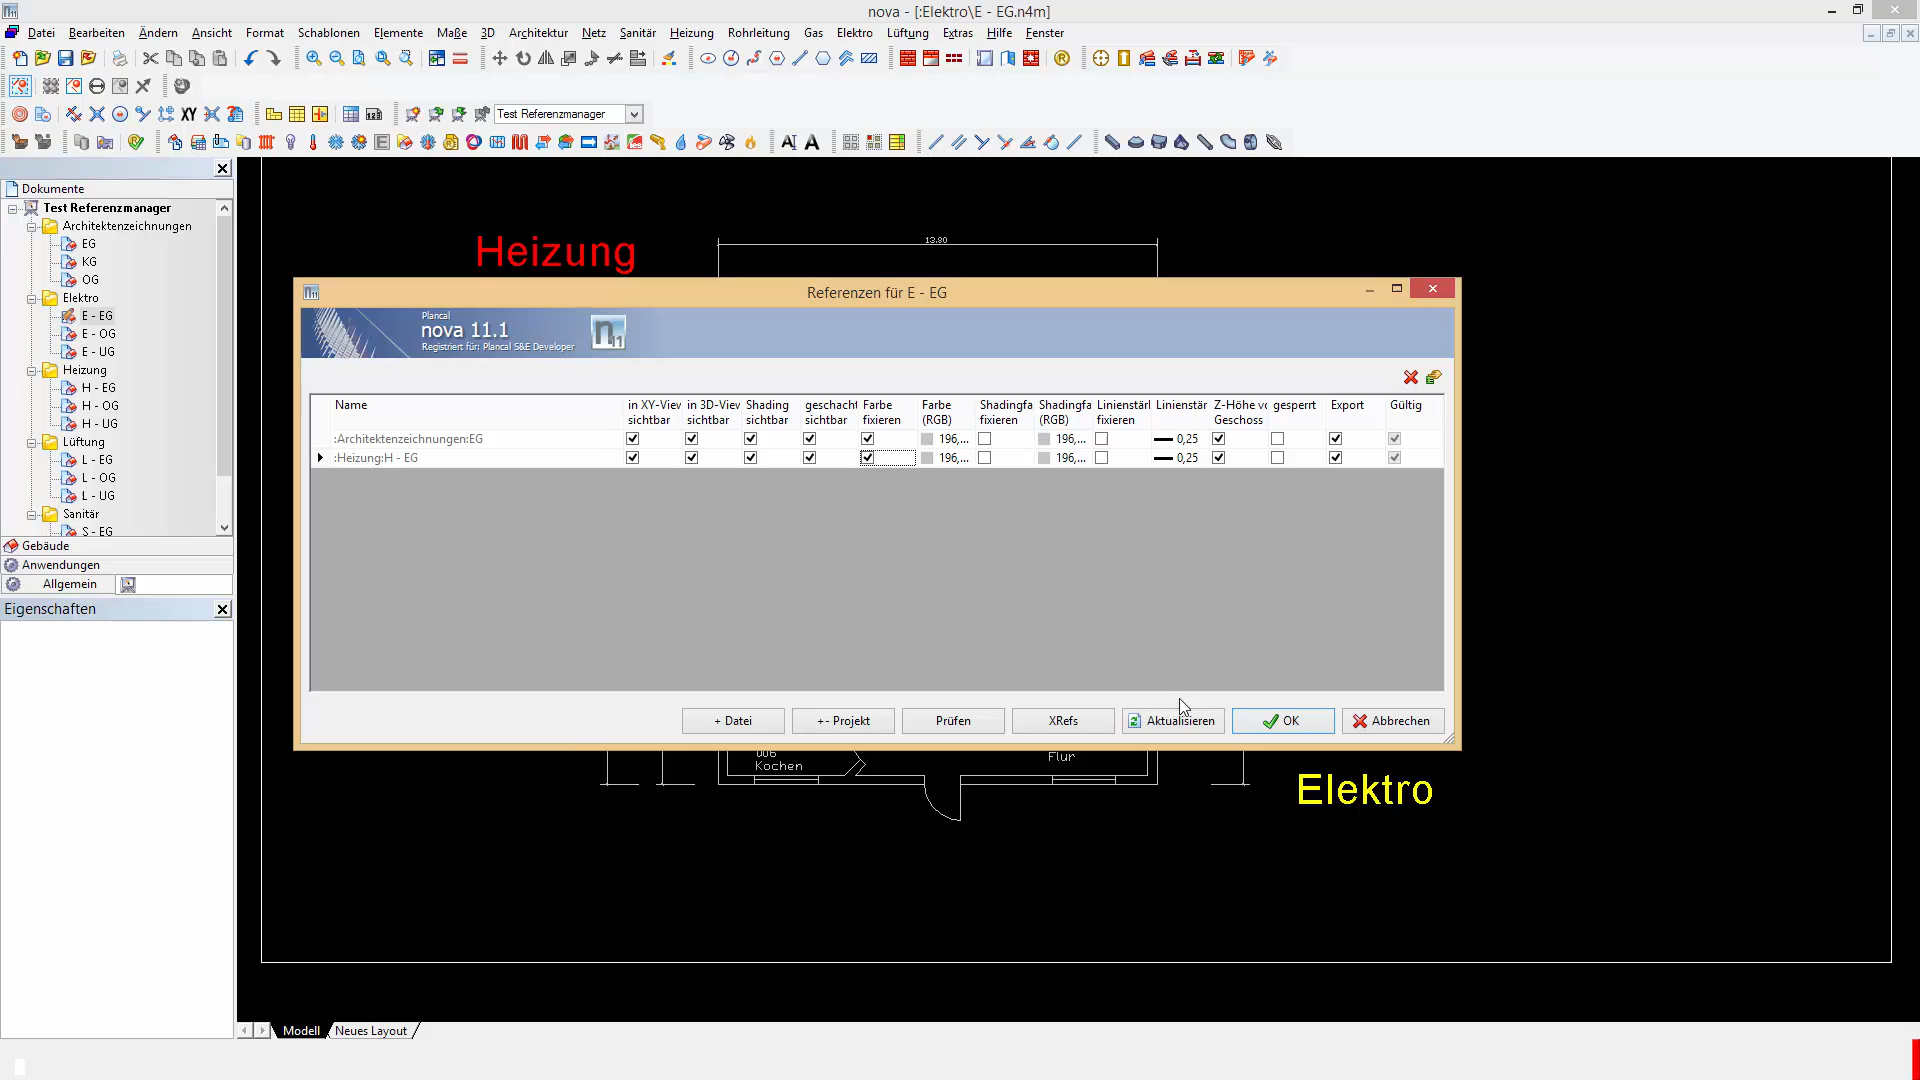 nova - [:Elektro\E - EG.n4m]
Datei Bearbeiten Ändern Ansicht Format Schablonen Elemente Maße 3D Architektur Netz Sanitär Heizung Rohrleitung Gas Elektro Lüftung Extras Hilfe Fenster
XY Test Referenzmanager
Dokumente
Test Referenzmanager
Architektenzeichnungen
EG
KG
OG
Elektro
E - EG
E - OG
E - UG
Heizung
H - EG
H - OG
H - UG
Lüftung
L - EG
L - OG
L - UG
Sanitär
S - EG
Gebäude
Anwendungen
Allgemein
Eigenschaften
Heizung
13.80
Referenzen für E - EG
Plancal
nova 11.1
Registriert für: Plancal S&E Developer
Name
in XY-View sichtbar
in 3D-View sichtbar
Shading sichtbar
geschacht sichtbar
Farbe fixieren
Farbe (RGB)
Shadingfa fixieren
Shadingfa (RGB)
Linienstärl fixieren
Linienstär
Z-Höhe vo Geschoss
gesperrt
Export
Gültig
:Architektenzeichnungen:EG 196,... 196,... 0,25
:Heizung:H - EG 196,... 196,... 0,25
+ Datei +- Projekt Prüfen XRefs Aktualisieren OK Abbrechen
006
Kochen
Flur
Elektro
Modell Neues Layout